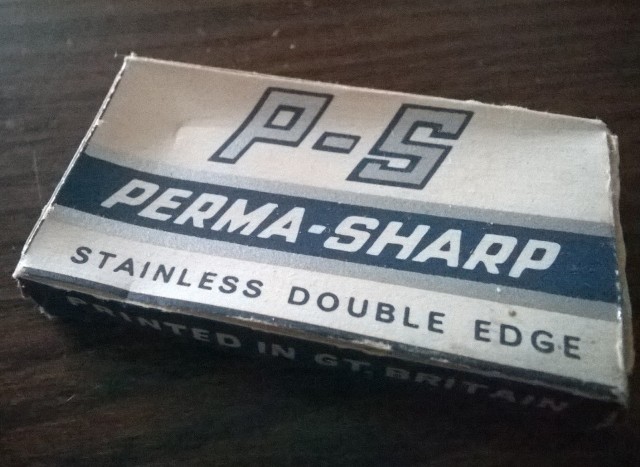 P-S
PERMA-SHARP
STAINLESS DOUBLE EDGE
PRINTED IN GT. BRITAIN